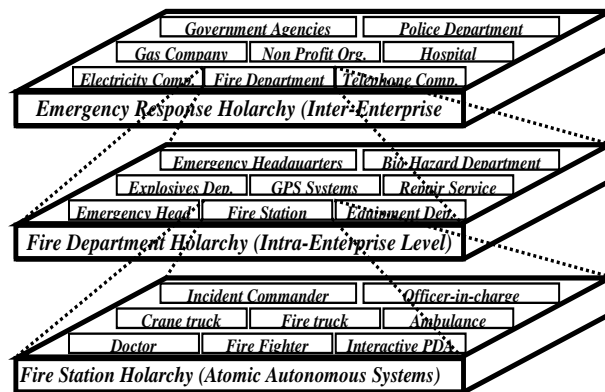 Government Agencies Police Department
Gas Company Non Profit Org. Hospital
Electricity Comp. Fire Department Telephone Comp.
Emergency Response Holarchy (Inter-Enterprise
Emergency Headquarters Bio Hazard Department
Explosives Dep. GPS Systems Repair Service
Emergency Head Fire Station Equipment Dep.
Fire Department Holarchy (Intra-Enterprise Level)
Incident Commander Officer-in-charge
Crane truck Fire truck Ambulance
Doctor Fire Fighter Interactive PDA
Fire Station Holarchy (Atomic Autonomous Systems)